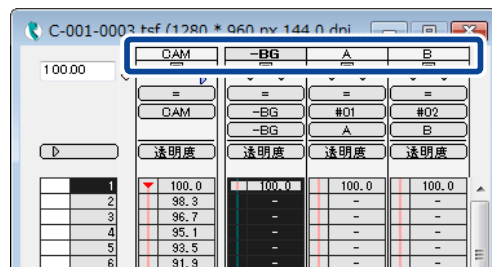 C-001-0003.tsf (1280 * 960 px 144.0 dpi
CAM -BG A B
100.00
= = = =
CAM -BG #01 #02
-BG A B
透明度 透明度 透明度 透明度
1 100.0 100.0 100.0 100.0
2 98.3 - - -
3 96.7 - - -
4 95.1 - - -
5 93.5 - - -
6 91.9 - - -